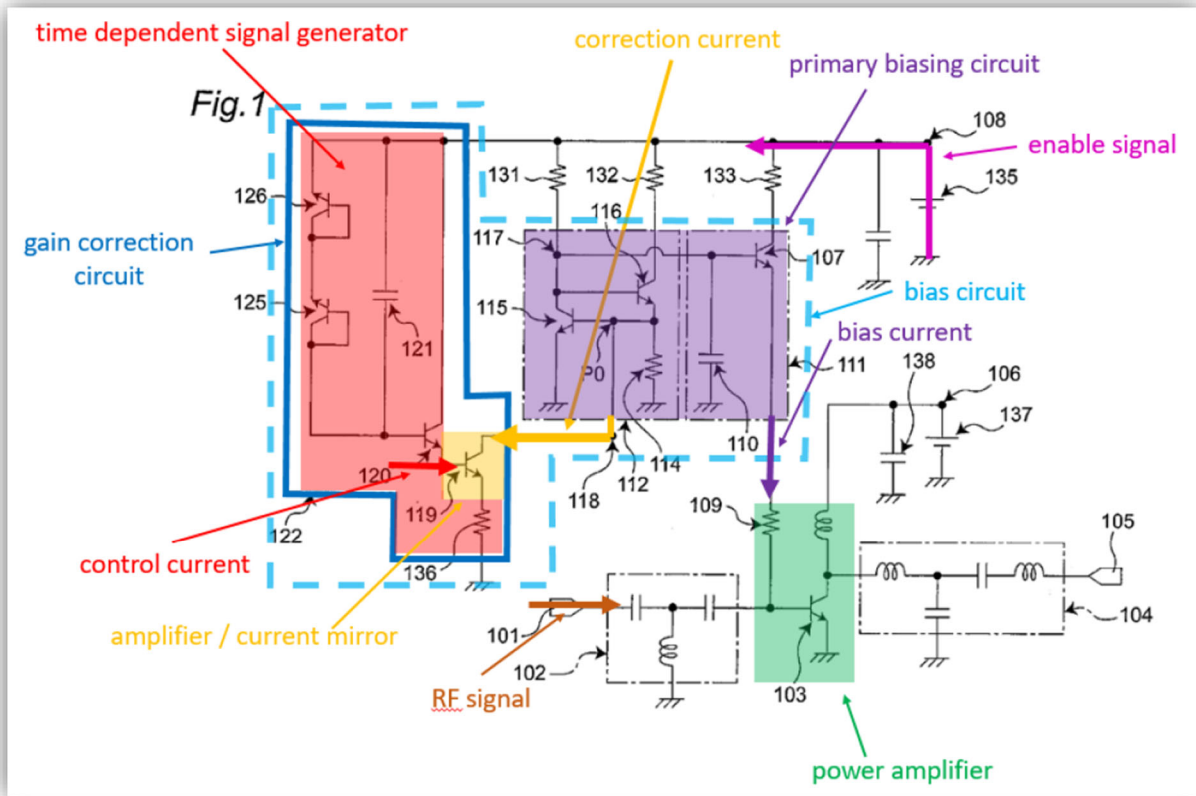 time dependent signal generator
correction current
primary biasing circuit
Fig.1
108
enable signal
131
132
133
135
126
116
gain correction
circuit
117
107
125
115
bias circuit
121
bias current
P0
111
138
106
110
137
120
114
118
112
119
109
122
105
control current
136
101
104
amplifier / current mirror
102
RF signal
103
power amplifier